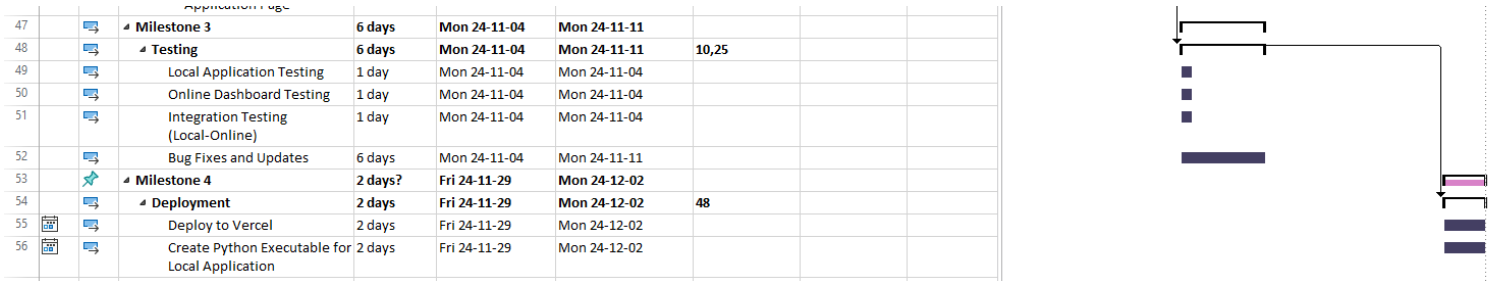 Application Page
47 Milestone 3 6 days Mon 24-11-04 Mon 24-11-11
48 Testing 6 days Mon 24-11-04 Mon 24-11-11 10,25
49 Local Application Testing 1 day Mon 24-11-04 Mon 24-11-04
50 Online Dashboard Testing 1 day Mon 24-11-04 Mon 24-11-04
51 Integration Testing 1 day Mon 24-11-04 Mon 24-11-04
(Local-Online)
52 Bug Fixes and Updates 6 days Mon 24-11-04 Mon 24-11-11
53 Milestone 4 2 days? Fri 24-11-29 Mon 24-12-02
54 Deployment 2 days Fri 24-11-29 Mon 24-12-02 48
55 Deploy to Vercel 2 days Fri 24-11-29 Mon 24-12-02
56 Create Python Executable for 2 days Fri 24-11-29 Mon 24-12-02
Local Application